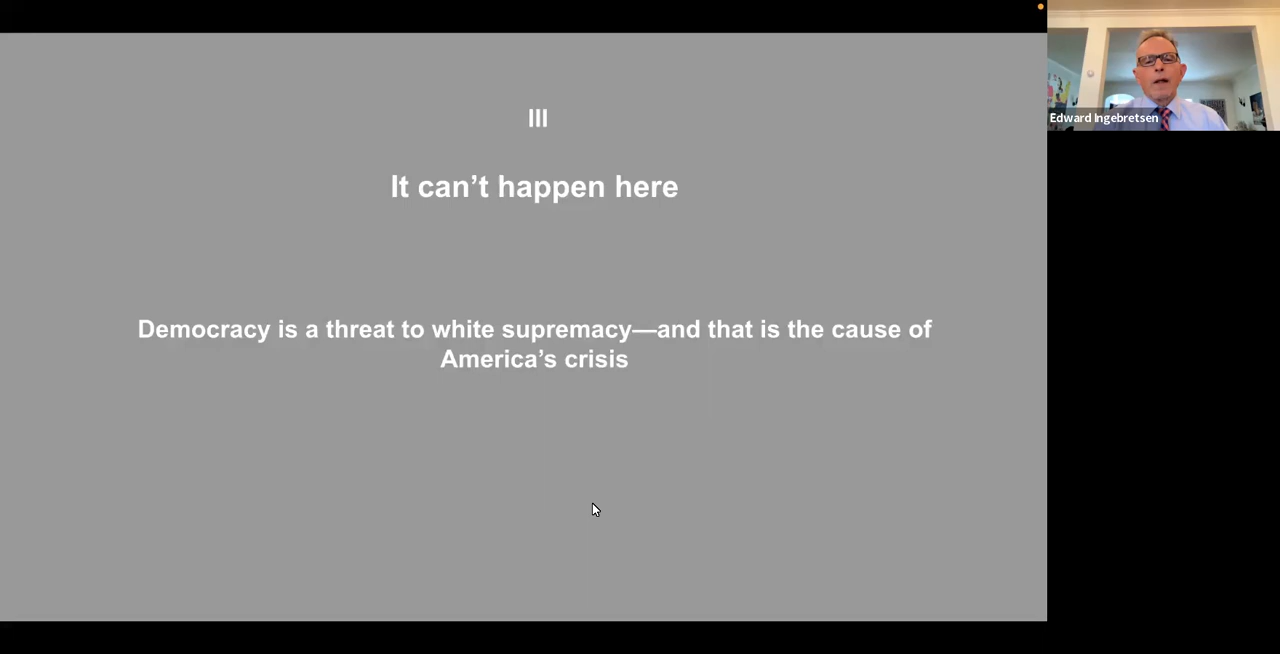 III
It can’t happen here
Democracy is a threat to white supremacy—and that is the cause of
America’s crisis
Edward Ingebretsen